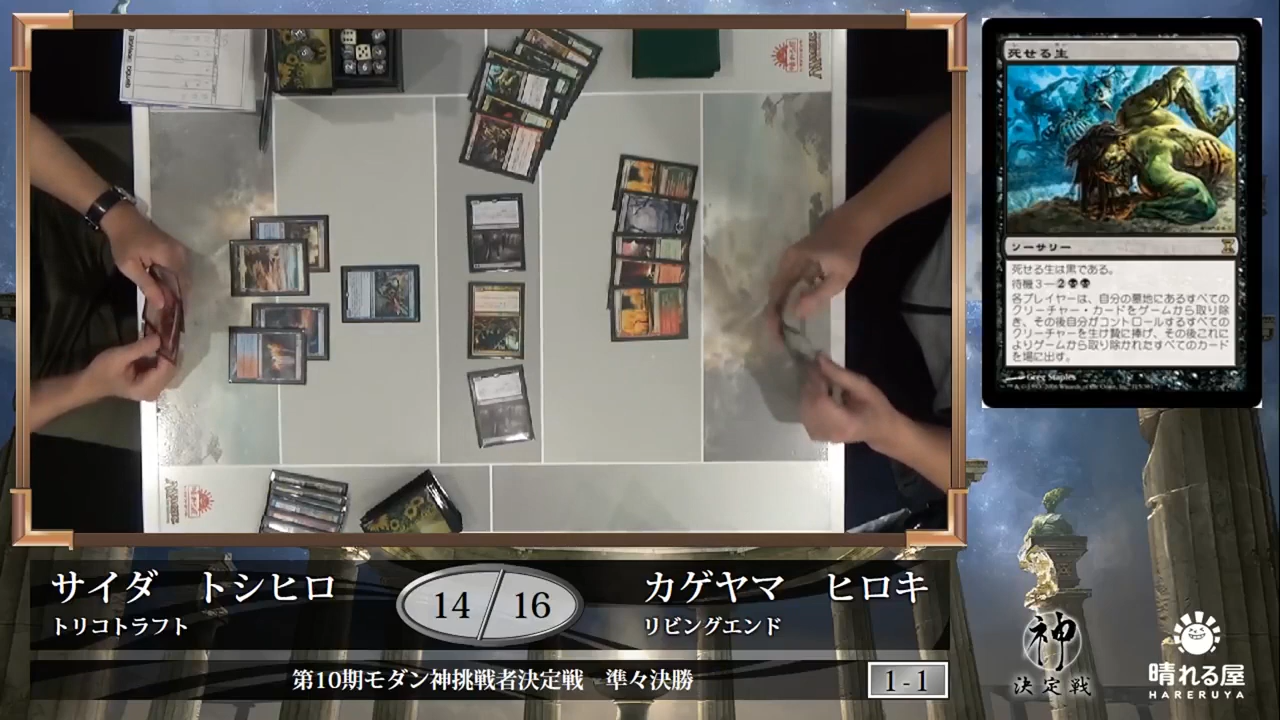 死せる生
ソーサリー
死せる生は黒である。
待機3―
各プレイヤーは、自分の墓地にあるすべての
クリーチャー・カードをゲームから取り除
き、その後自分がコントロールするすべての
クリーチャーを生け贄に捧げ、その後これに
よりゲームから取り除かれたすべてのカード
を場に出す。
Greg Staples
サイダ トシヒロ
トリコトラフト
14/16
カゲヤマ ヒロキ
リビングエンド
第10期モダン神挑戦者決定戦 準々決勝
1-1
神
決定戦
晴れる屋
HARERUYA